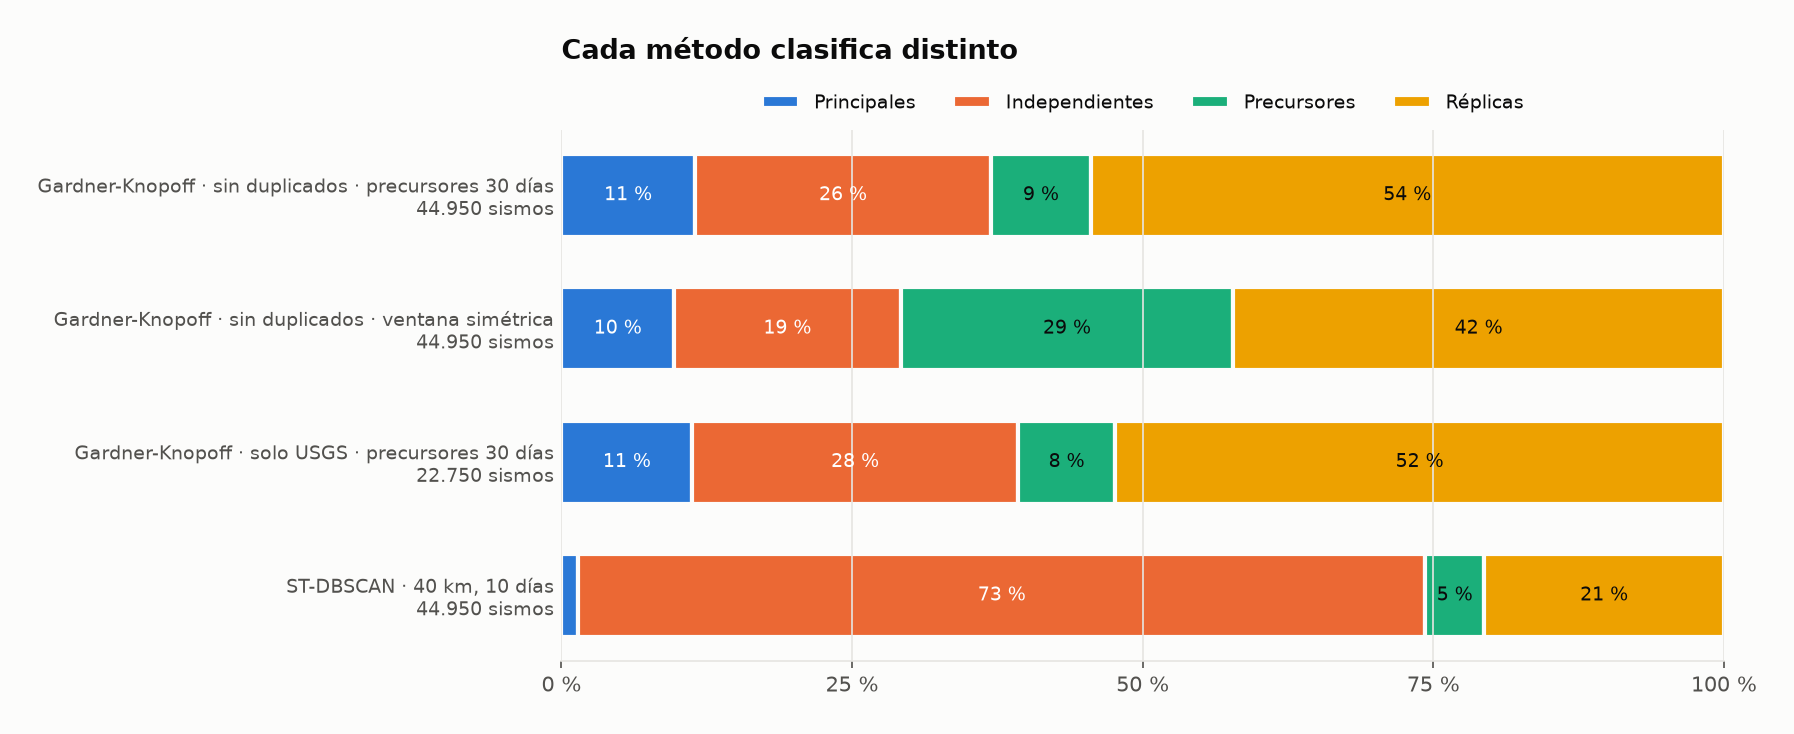 Cada método clasifica distinto
Principales Independientes Precursores Réplicas
Gardner-Knopoff · sin duplicados · precursores 30 días
44.950 sismos
11 % 26 % 9 % 54 %
Gardner-Knopoff · sin duplicados · ventana simétrica
44.950 sismos
10 % 19 % 29 % 42 %
Gardner-Knopoff · solo USGS · precursores 30 días
22.750 sismos
11 % 28 % 8 % 52 %
ST-DBSCAN · 40 km, 10 días
44.950 sismos
73 % 5 % 21 %
0 % 25 % 50 % 75 % 100 %